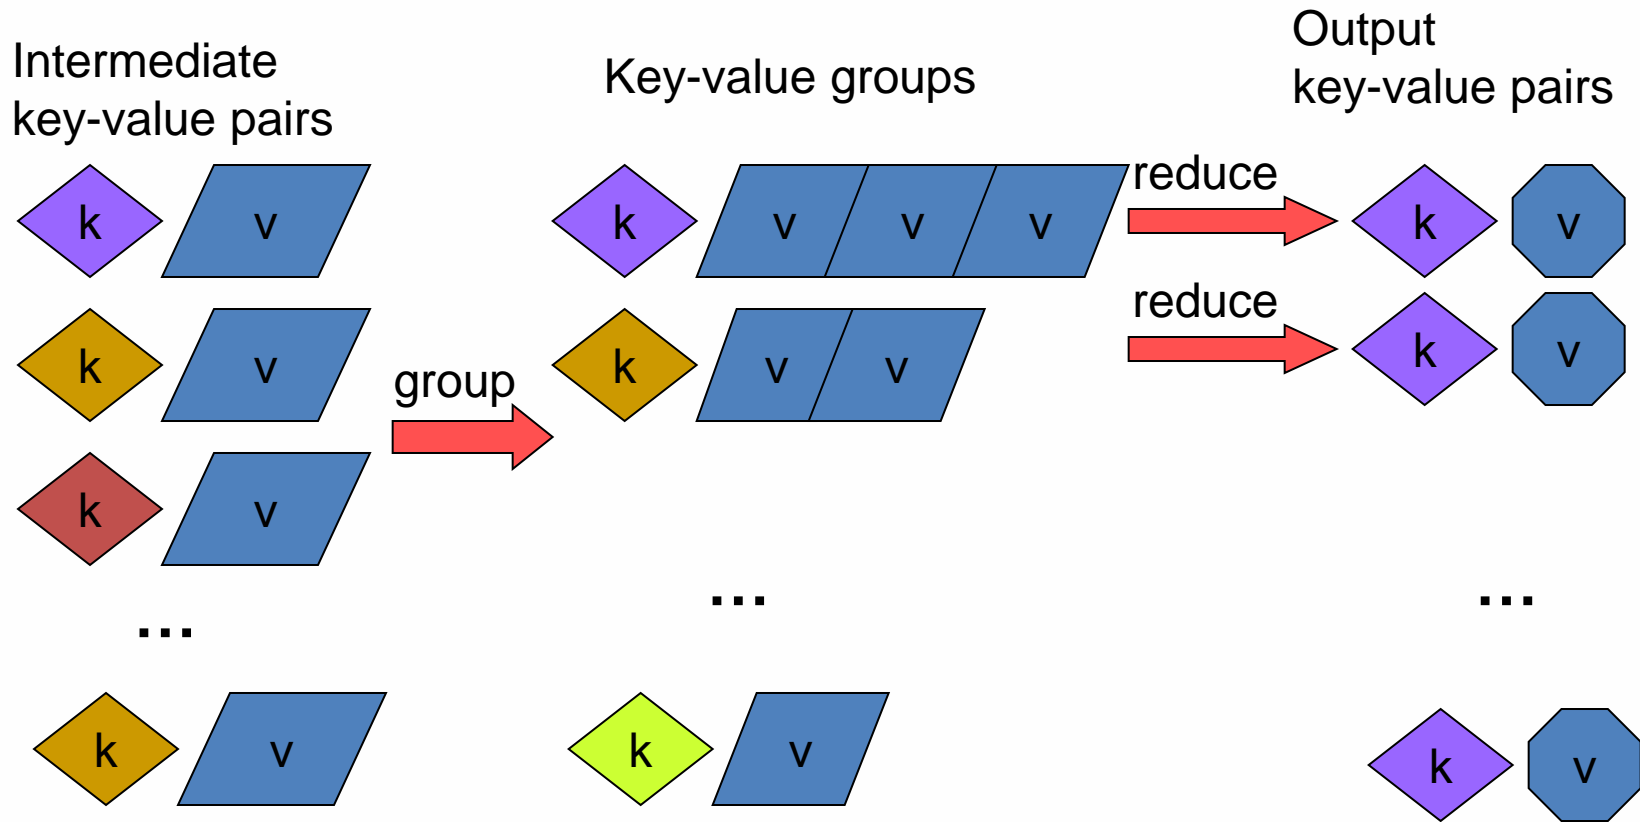 Intermediate
key-value pairs
k v
k v
k v
...
k v
group
Key-value groups
k v v v
k v v
...
k v
reduce
reduce
Output
key-value pairs
k v
k v
...
k v